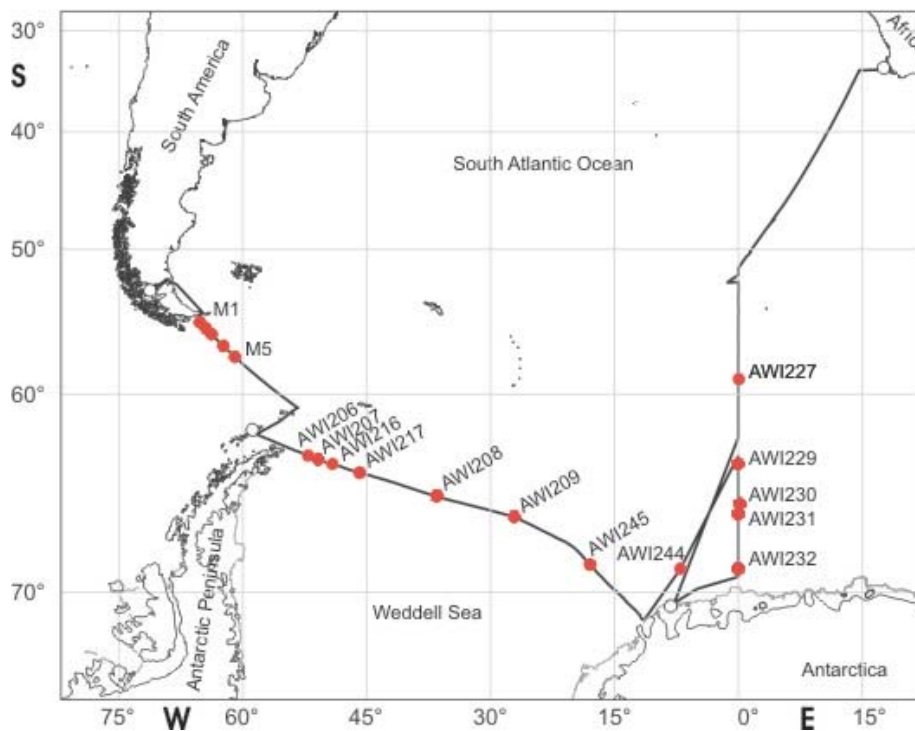 30°
S
South America
Afric
40°
South Atlantic Ocean
50°
M1
M5
AWI227
60°
AWI206
AWI207
AWI216
AWI217
AWI208
AWI209
AWI229
AWI230
AWI231
AWI245
AWI244
AWI232
70°
Antarctic Peninsula
Weddell Sea
Antarctica
75° W 60° 45° 30° 15° 0° E 15°